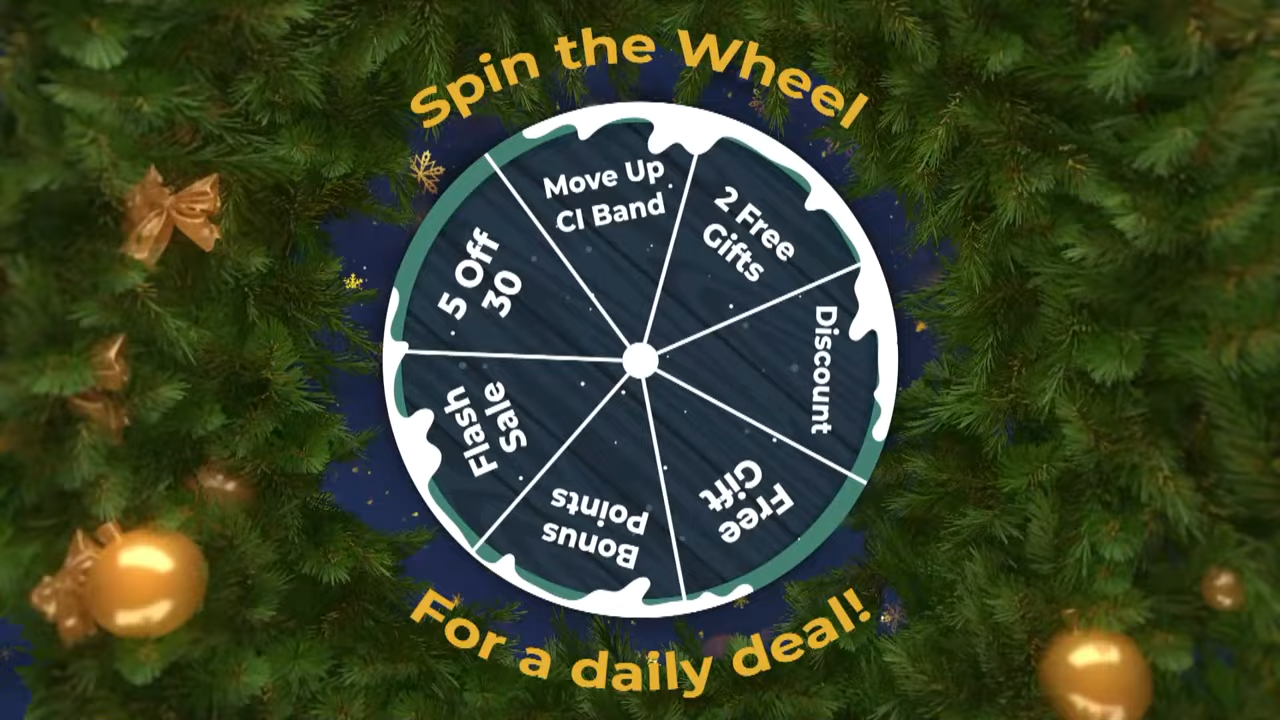 Spin the Wheel
Move Up
CI Band
2 Free
Gifts
Discount
Free
Gift
Bonus
Points
Flash
Sale
5 Off
30
For a daily deal!